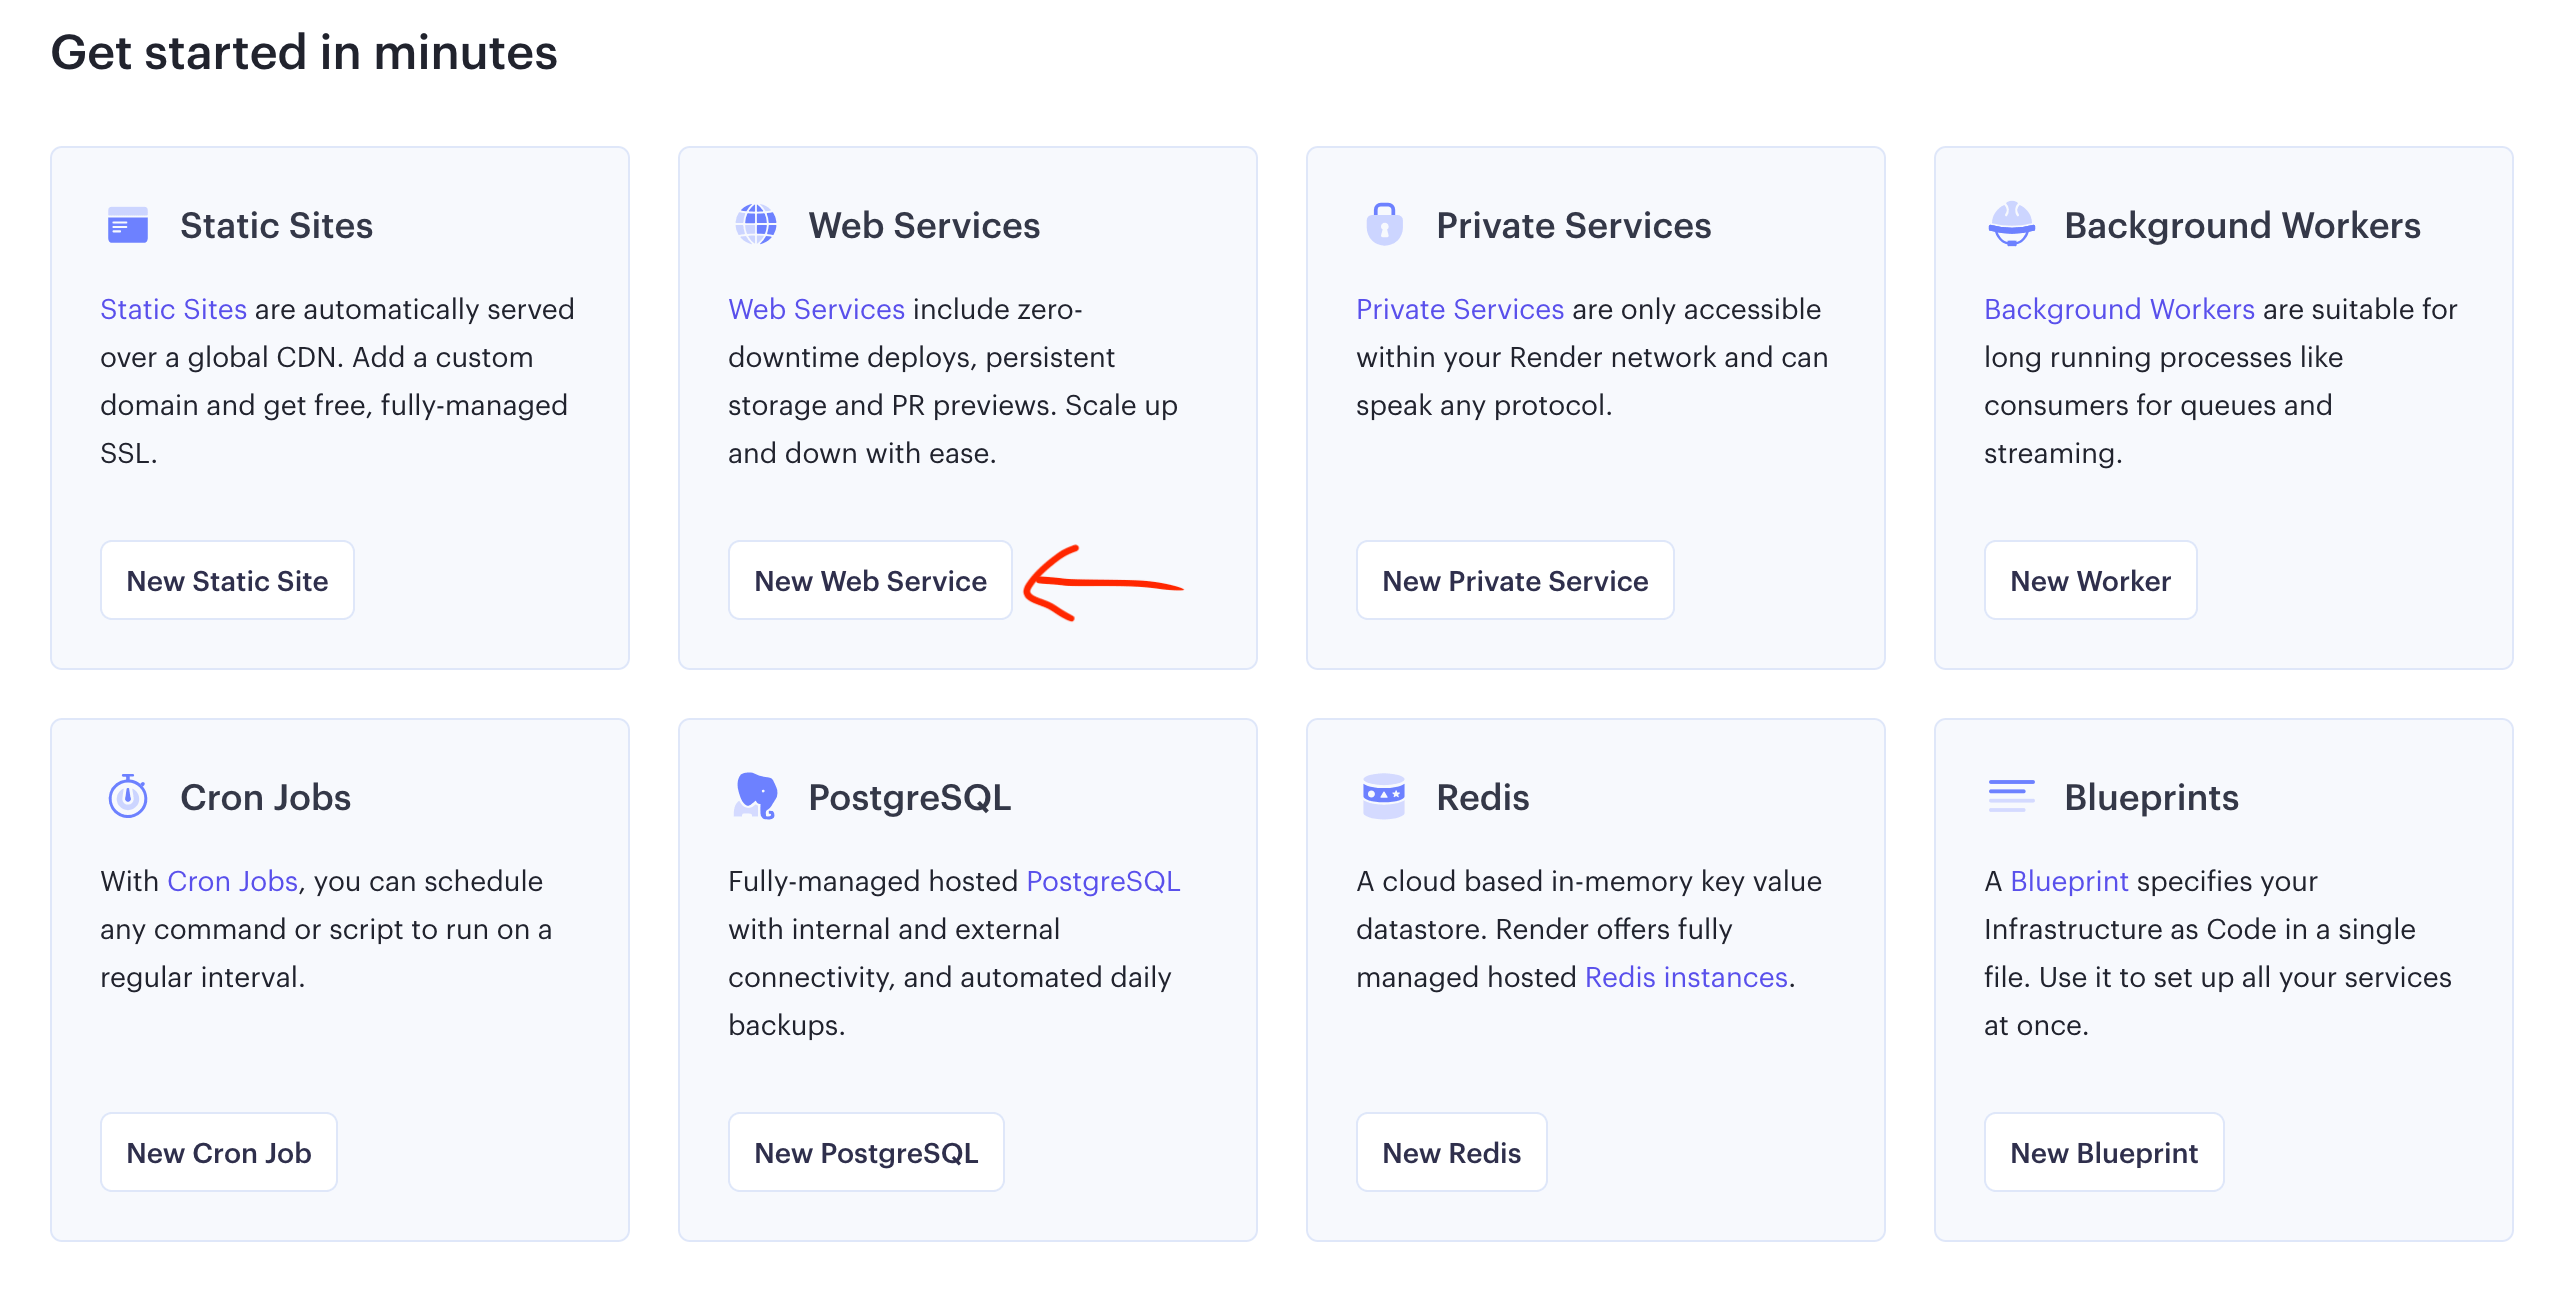 Get started in minutes
Static Sites
Static Sites are automatically served
over a global CDN. Add a custom
domain and get free, fully-managed
SSL.
New Static Site
Web Services
Web Services include zero-
downtime deploys, persistent
storage and PR previews. Scale up
and down with ease.
New Web Service
Private Services
Private Services are only accessible
within your Render network and can
speak any protocol.
New Private Service
Background Workers
Background Workers are suitable for
long running processes like
consumers for queues and
streaming.
New Worker
Cron Jobs
With Cron Jobs, you can schedule
any command or script to run on a
regular interval.
New Cron Job
PostgreSQL
Fully-managed hosted PostgreSQL
with internal and external
connectivity, and automated daily
backups.
New PostgreSQL
Redis
A cloud based in-memory key value
datastore. Render offers fully
managed hosted Redis instances.
New Redis
Blueprints
A Blueprint specifies your
Infrastructure as Code in a single
file. Use it to set up all your services
at once.
New Blueprint